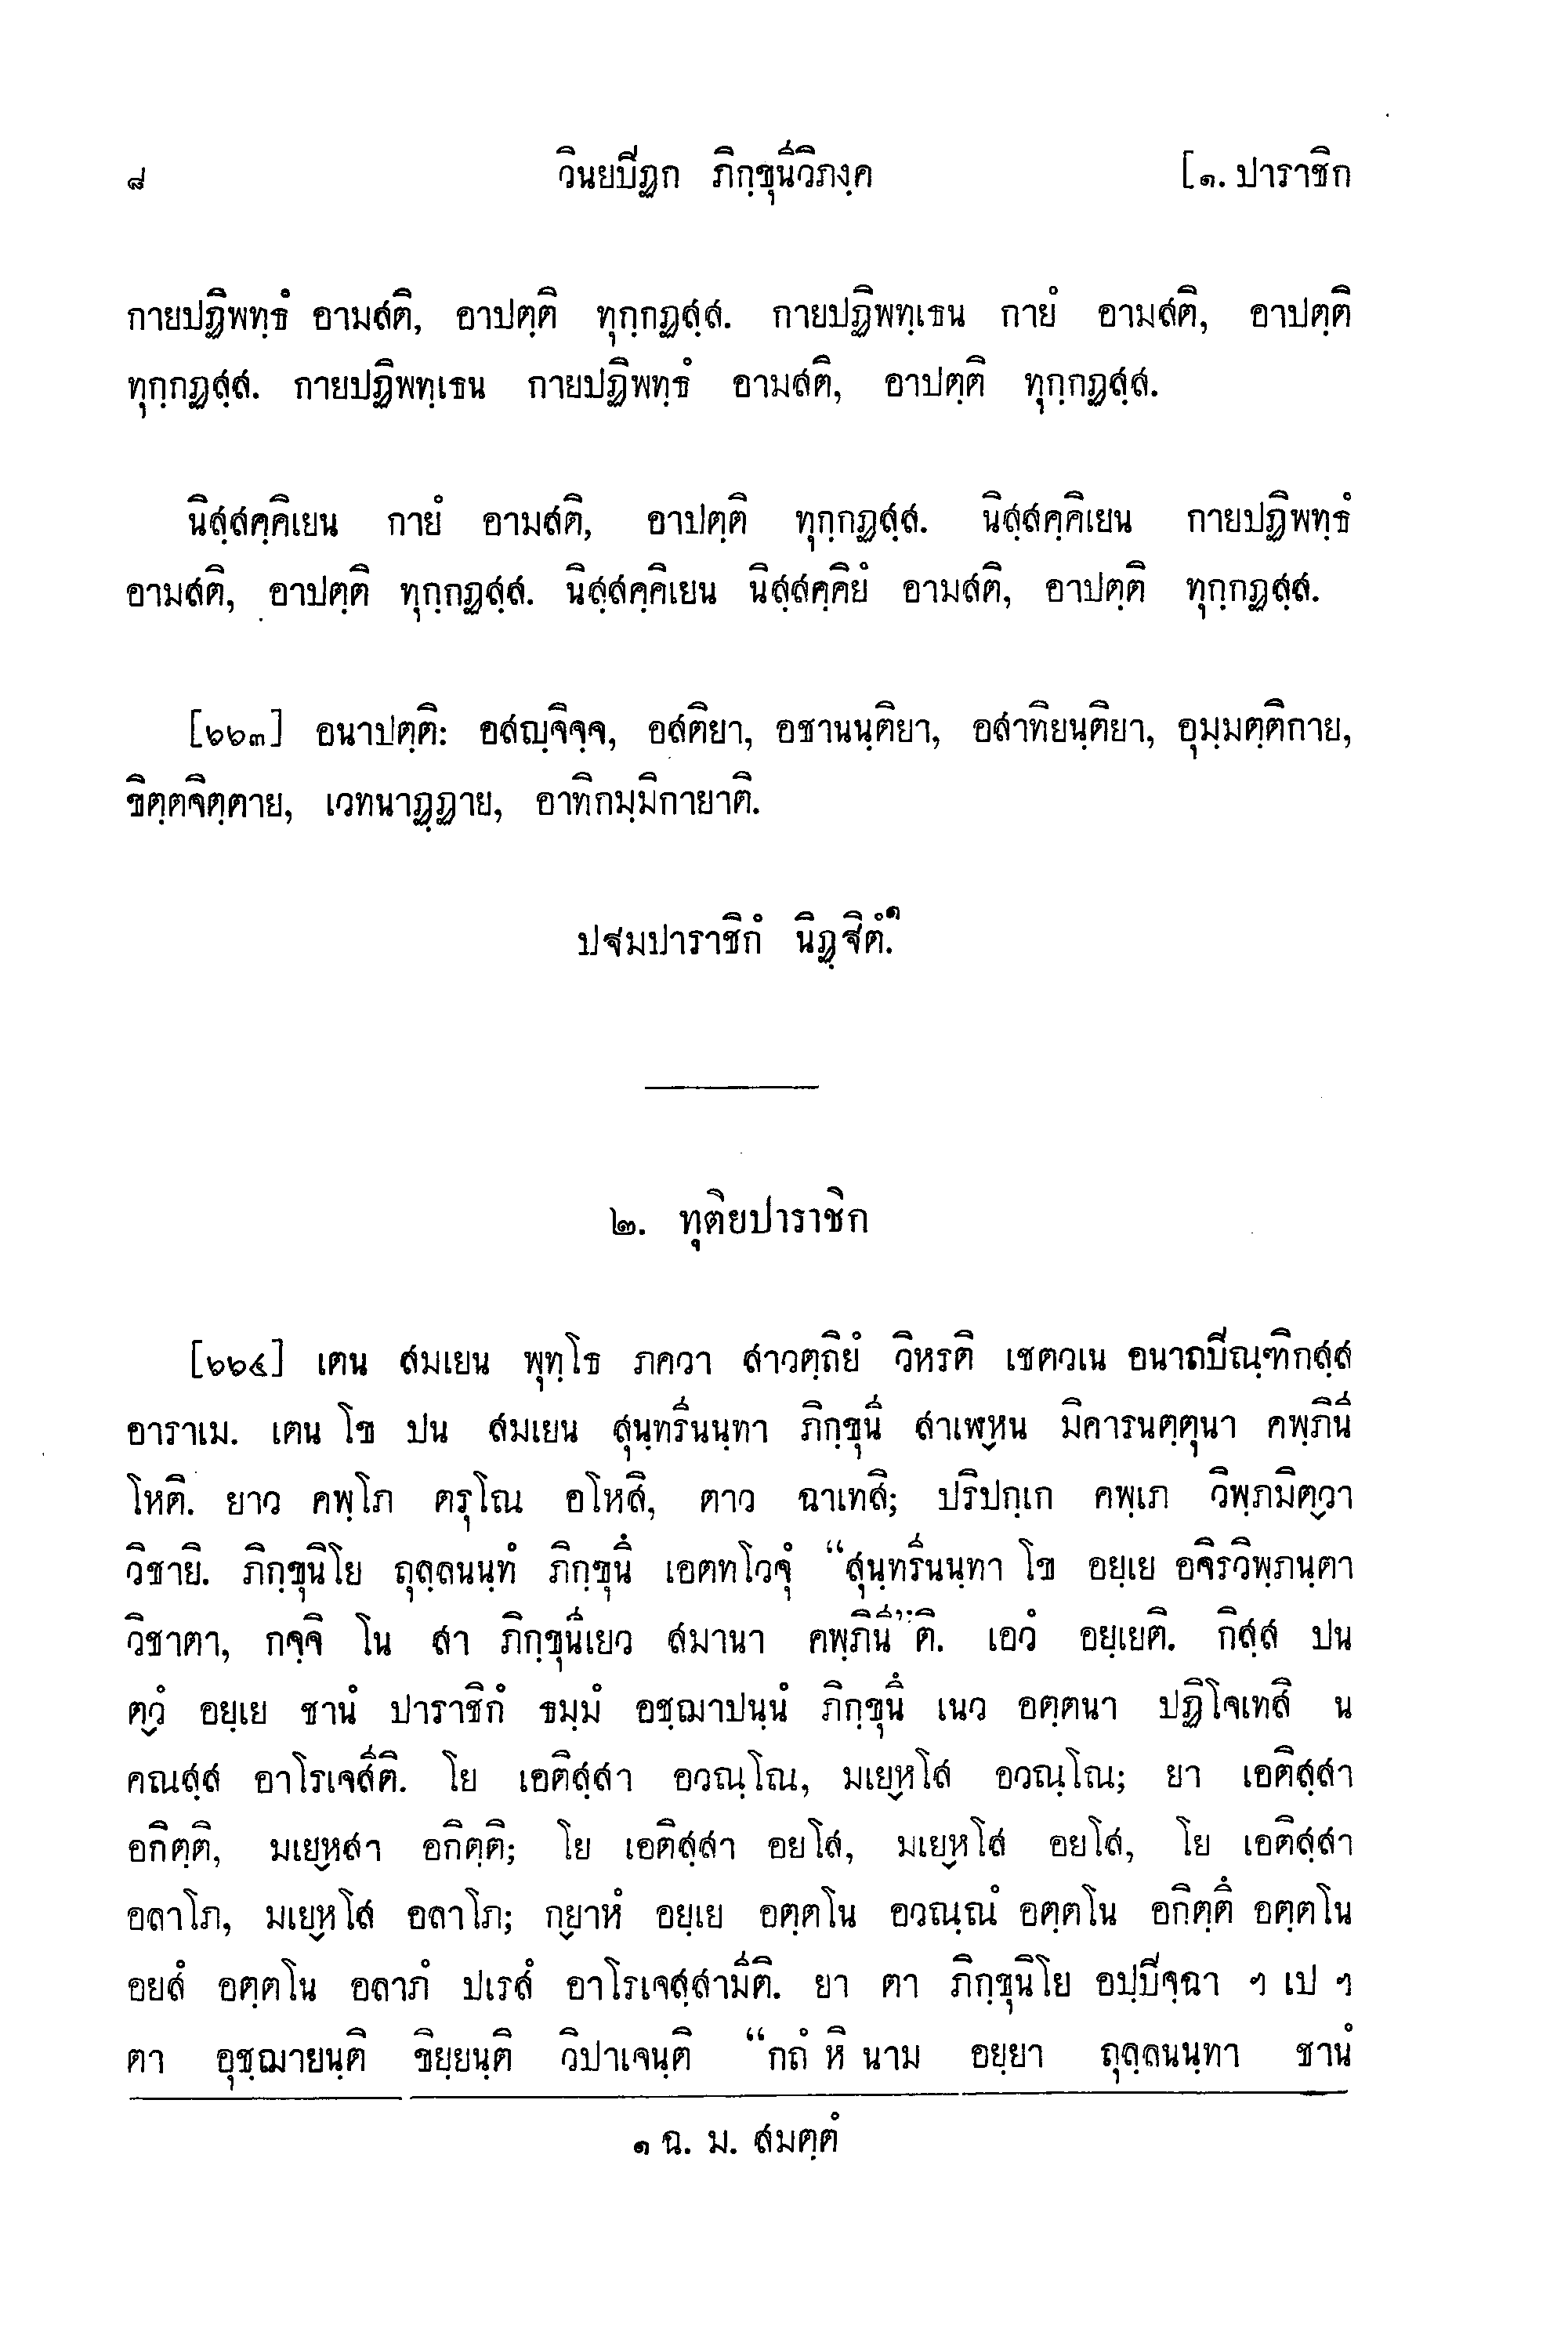 ๘ วินยปิฏก ภิกฺขุนีวิภงฺค [๑. ปาราชิก
กายปฏิพทฺธํ อามสติ, อาปตฺติ ทุกฺกฏสฺส. กายปฏิพทฺเธน กายํ อามสติ, อาปตฺติ
ทุกฺกฏสฺส. กายปฏิพทฺเธน กายปฏิพทฺธํ อามสติ, อาปตฺติ ทุกฺกฏสฺส.
นิสฺสคฺคิเยน กายํ อามสติ, อาปตฺติ ทุกฺกฏสฺส. นิสฺสคฺคิเยน กายปฏิพทฺธํ
อามสติ, อาปตฺติ ทุกฺกฏสฺส. นิสฺสคฺคิเยน นิสฺสคฺคิยํ อามสติ, อาปตฺติ ทุกฺกฏสฺส.
[๖๖๓] อนาปตฺติ: อสญฺจิจฺจ, อสติยา, อชานนฺติยา, อสาทิยนฺติยา, อุมฺมตฺติกาย,
ขิตฺตจิตฺตาย, เวทนาฏฺฏาย, อาทิกมฺมิกายาติ.
ปฐมปาราชิกํ นิฏฺฐิตํ.๑
๒. ทุติยปาราชิก
[๖๖๔] เตน สมเยน พุทฺโธ ภควา สาวตฺถิยํ วิหรติ เชตวเน อนาถปิณฺฑิกสฺส
อาราเม. เตน โข ปน สมเยน สุนฺทรีนนฺทา ภิกฺขุนี สาเฬฺหน มิคารนตฺตุนา คพฺภินี
โหติ. ยาว คพฺโภ ตรุโณ อโหสิ, ตาว ฉาเทสิ; ปริปกฺเก คพฺเภ วิพฺภมิตฺวา
วิชายิ. ภิกฺขุนิโย ถุลฺลนนฺทํ ภิกฺขุนึ เอตทโวจุํ “สุนฺทรีนนฺทา โข อยฺเย อจิรวิพฺภนฺตา
วิชาตา, กจฺจิ โน สา ภิกฺขุนีเยว สมานา คพฺภินี”ติ. เอวํ อยฺเยติ. กิสฺส ปน
ตฺวํ อยฺเย ชานํ ปาราชิกํ ธมฺมํ อชฺฌาปนฺนํ ภิกฺขุนึ เนว อตฺตนา ปฏิโจเทสิ น
คณสฺส อาโรเจสีติ. โย เอติสฺสา อวณฺโณ, มเยฺหโส อวณฺโณ; ยา เอติสฺสา
อกิตฺติ, มเยฺหสา อกิตฺติ; โย เอติสฺสา อยโส, มเยฺหโส อยโส, โย เอติสฺสา
อลาโภ, มเยฺหโส อลาโภ; กฺยาหํ อยฺเย อตฺตโน อวณฺณํ อตฺตโน อกิตฺตึ อตฺตโน
อยสํ อตฺตโน อลาภํ ปเรสํ อาโรเจสฺสามีติ. ยา ตา ภิกฺขุนิโย อปฺปิจฺฉา ฯ เป ฯ
ตา อุชฺฌายนฺติ ขิยฺยนฺติ วิปาเจนฺติ “กถํ หิ นาม อยฺยา ถุลฺลนนฺทา ชานํ
๑ ฉ. ม. สมตฺตํ